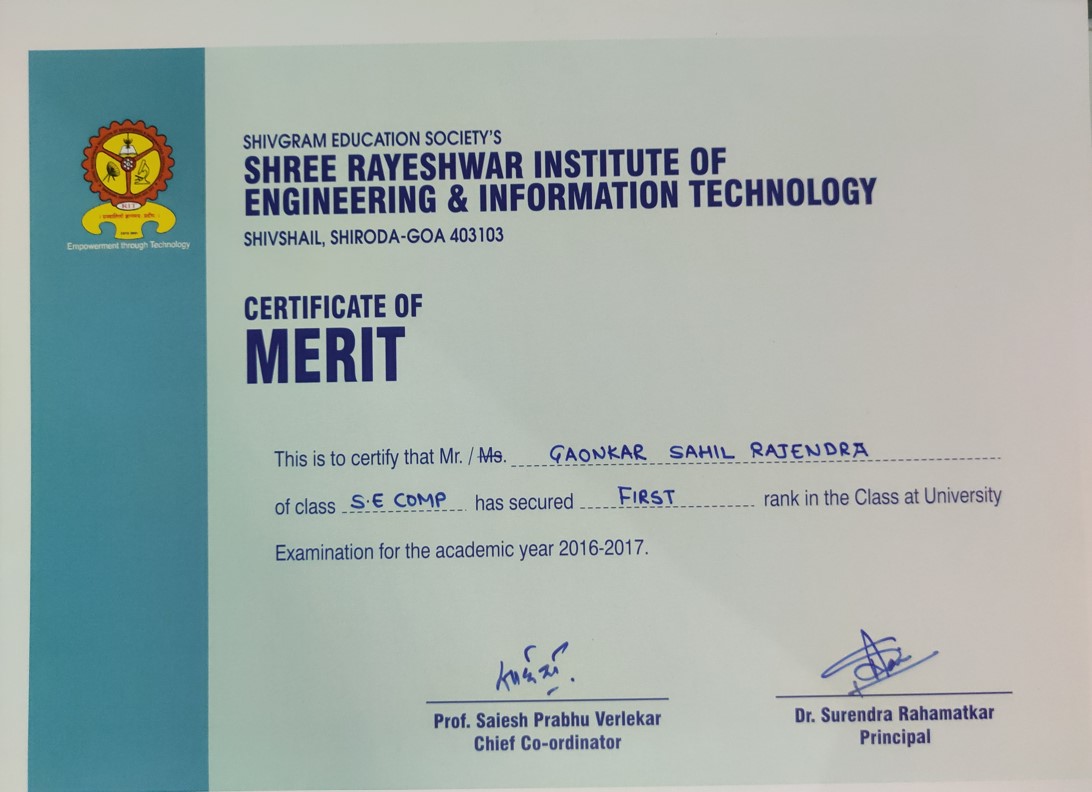 SHIVGRAM EDUCATION SOCIETY'S
SHREE RAYESHWAR INSTITUTE OF
ENGINEERING & INFORMATION TECHNOLOGY
SHIVSHAIL, SHIRODA-GOA 403103
Empowerment through Technology
CERTIFICATE OF
MERIT
This is to certify that Mr. / Ms. GAONKAR SAHIL RAJENDRA
of class S.E COMP has secured FIRST rank in the Class at University
Examination for the academic year 2016-2017.
Prof. Saiesh Prabhu Verlekar
Chief Co-ordinator
Dr. Surendra Rahamatkar
Principal